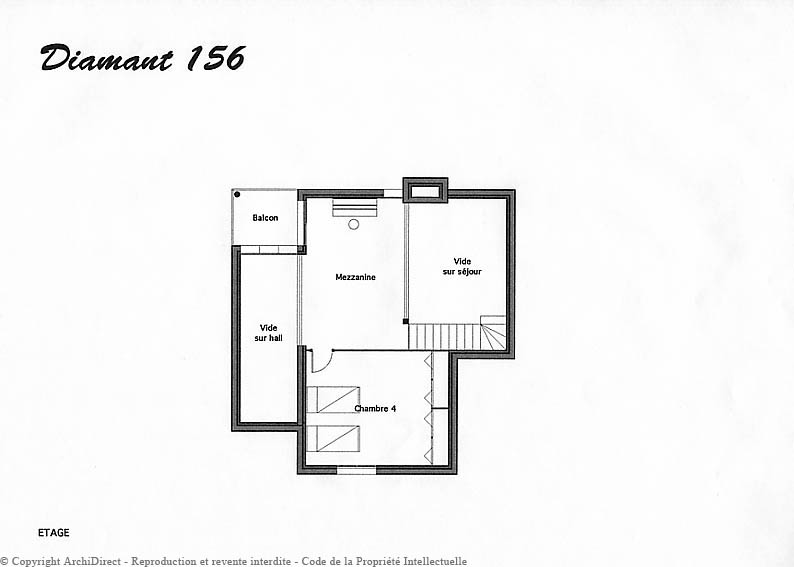 Diamant 156
Balcon
Vide
sur séjour
Mezzanine
Vide
sur hall
Chambre 4
ETAGE
© Copyright ArchiDirect - Reproduction et revente interdite - Code de la Propriété Intellectuelle